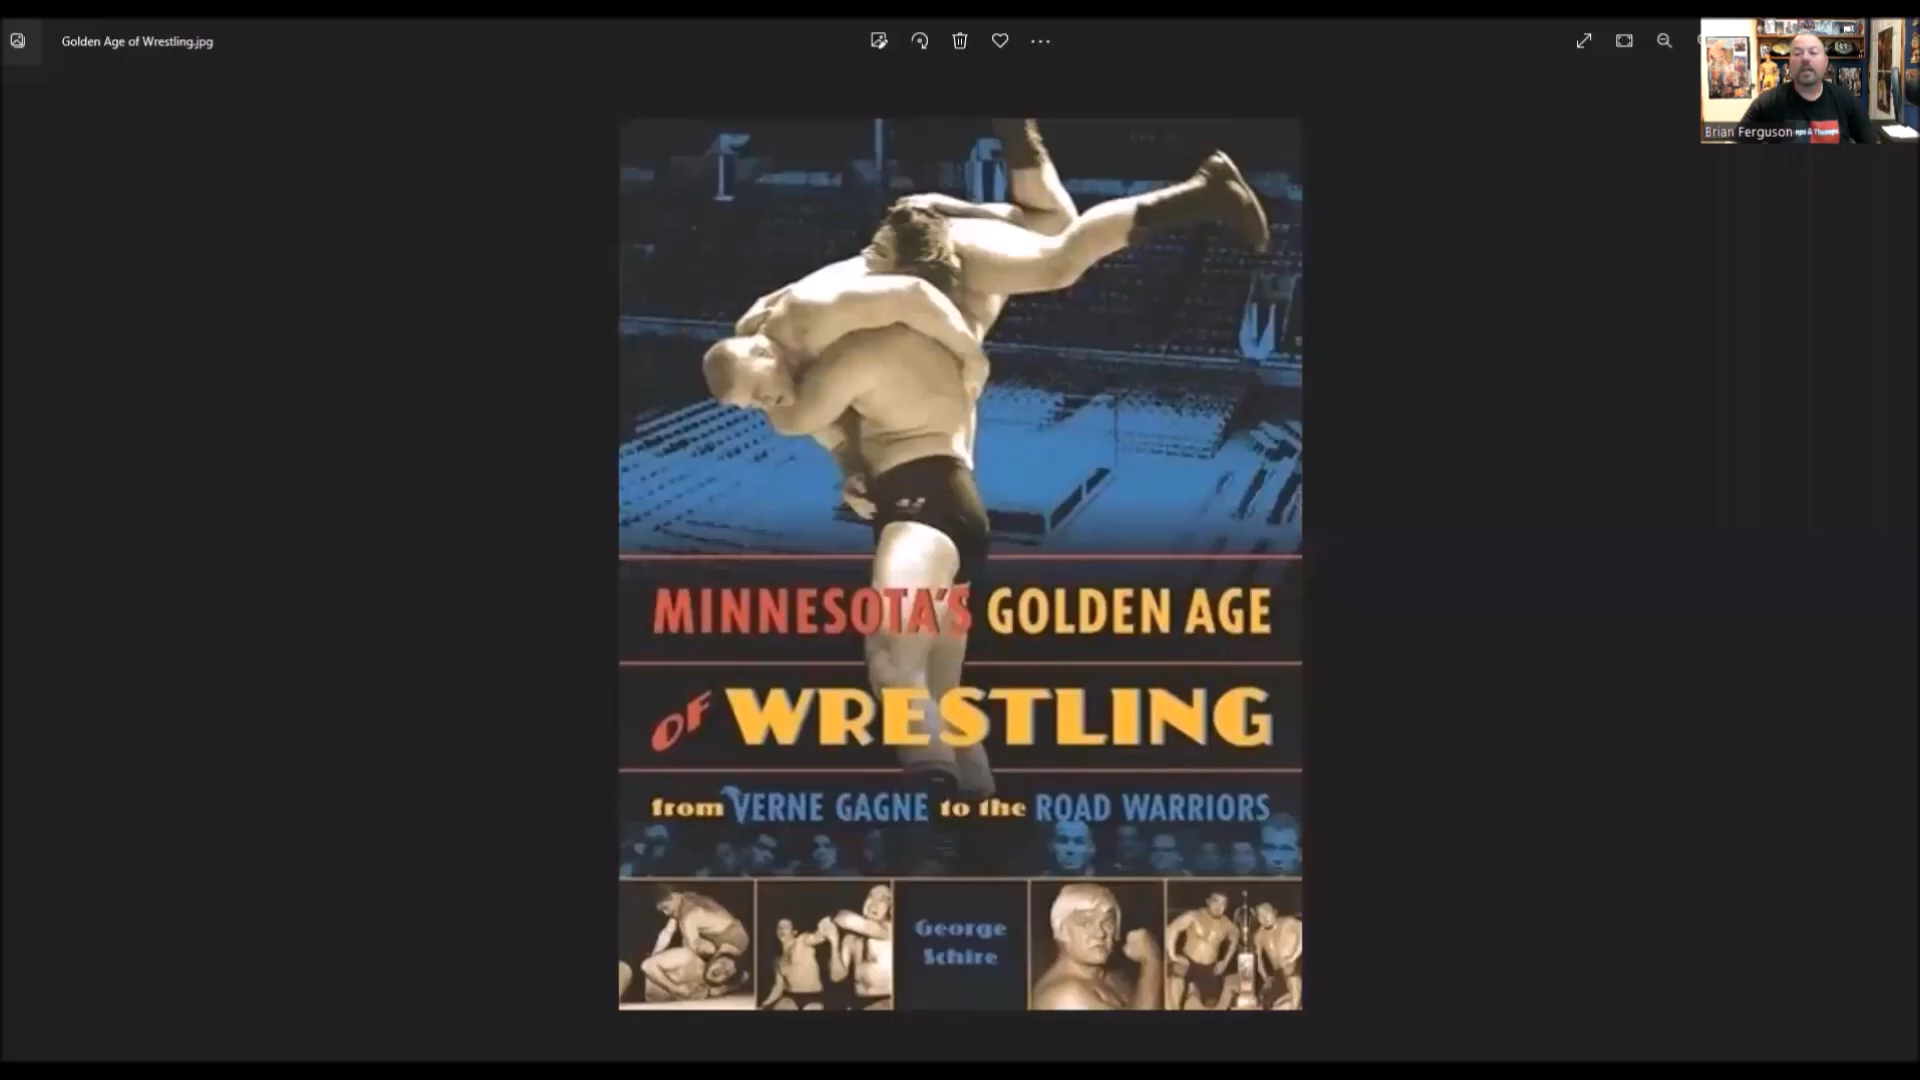 Golden Age of Wrestling.jpg
Brian Ferguson
MINNESOTA'S GOLDEN AGE
OF WRESTLING
from VERNE GAGNE to the ROAD WARRIORS
George
Schire